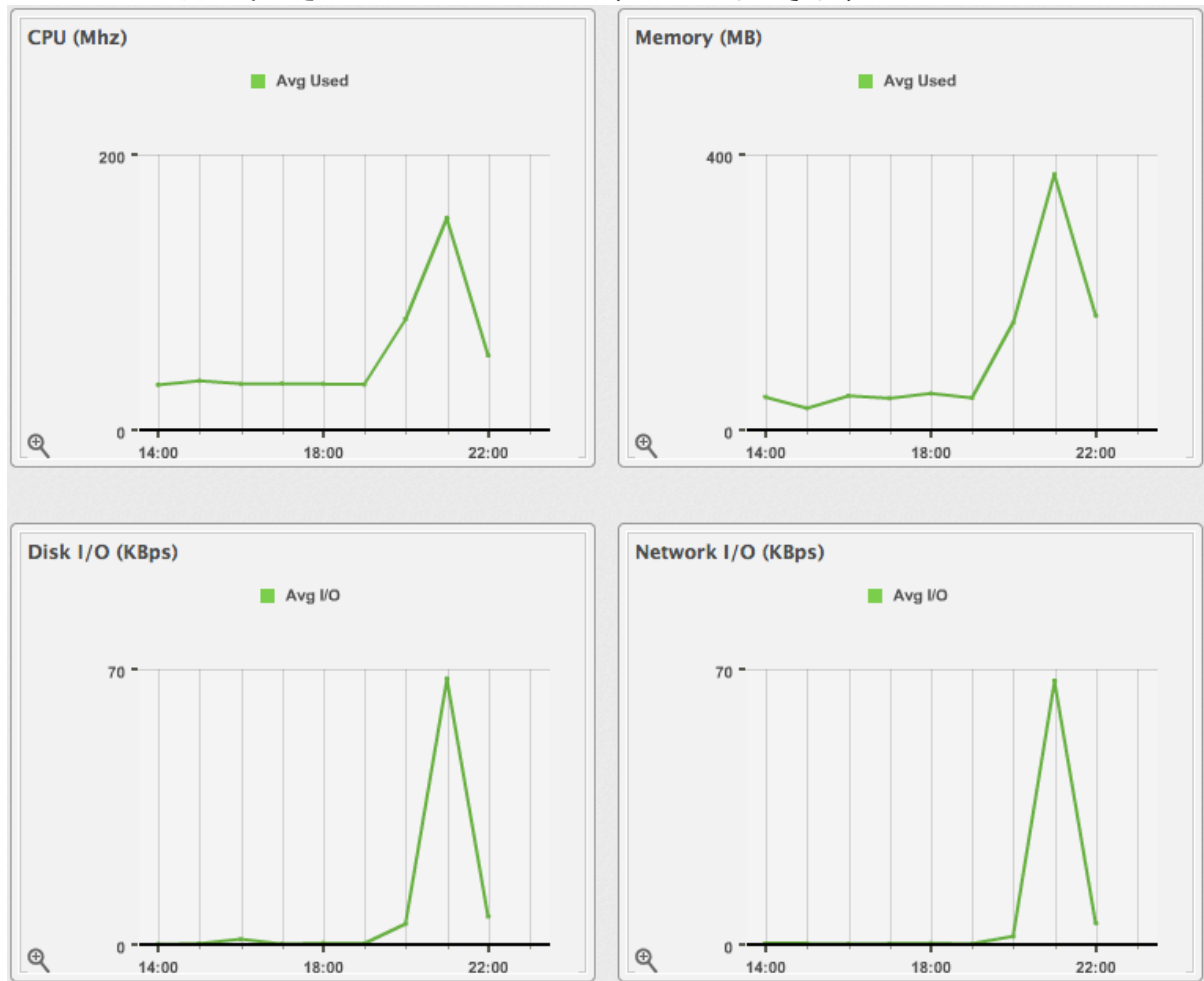 CPU (Mhz)
Avg Used
200
0
14:00 18:00 22:00
Memory (MB)
Avg Used
400
0
14:00 18:00 22:00
Disk I/O (KBps)
Avg I/O
70
0
14:00 18:00 22:00
Network I/O (KBps)
Avg I/O
70
0
14:00 18:00 22:00